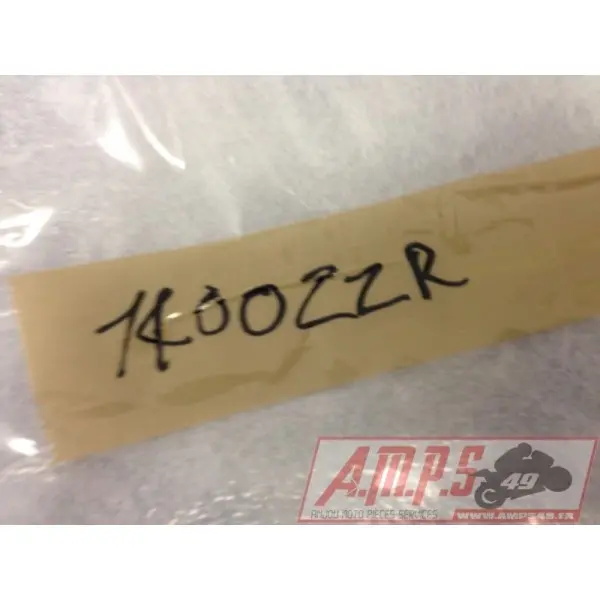 1400ZZR
A.M.P.S 49
ANJOU MOTO PIECES SERVICES
WWW.AMPS49.FR